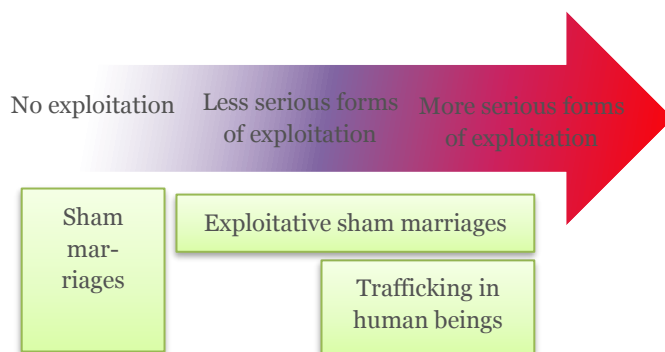 No exploitation
Less serious forms
of exploitation
More serious forms
of exploitation
Sham
mar-
riages
Exploitative sham marriages
Trafficking in
human beings